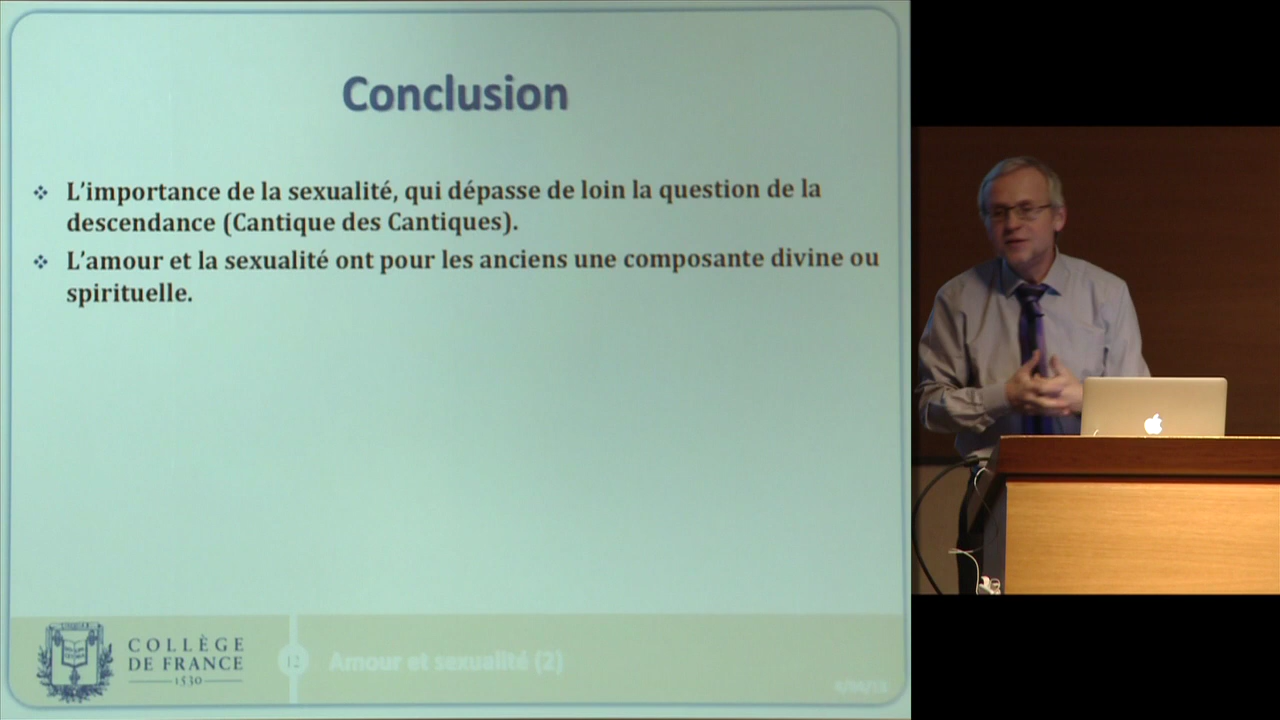 Conclusion
L'importance de la sexualité, qui dépasse de loin la question de la
descendance (Cantique des Cantiques).
L'amour et la sexualité ont pour les anciens une composante divine ou
spirituelle.
COLLÈGE
DE FRANCE
1530
12
Amour et sexualité (2)